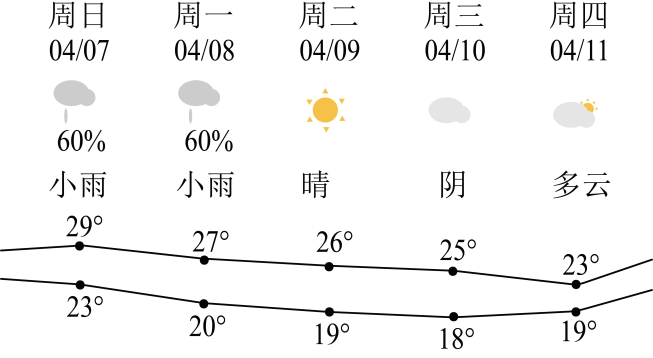 周日 周一 周二 周三 周四
04/07 04/08 04/09 04/10 04/11
60% 60%
小雨 小雨 晴 阴 多云
29° 27° 26° 25° 23°
23° 20° 19° 18° 19°